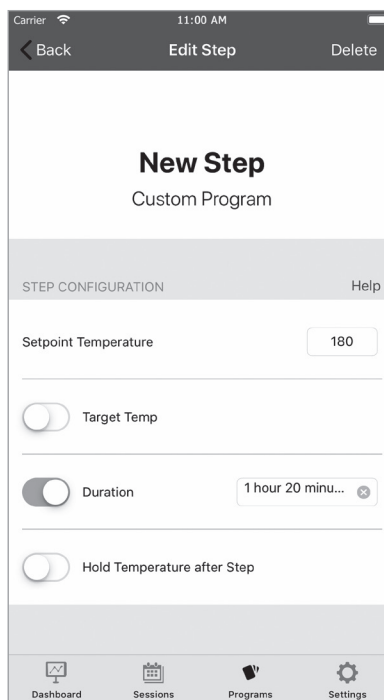 Carrier 11:00 AM
Back Edit Step Delete
New Step
Custom Program
STEP CONFIGURATION Help
Setpoint Temperature 180
Target Temp
Duration 1 hour 20 minu...
Hold Temperature after Step
Dashboard Sessions Programs Settings